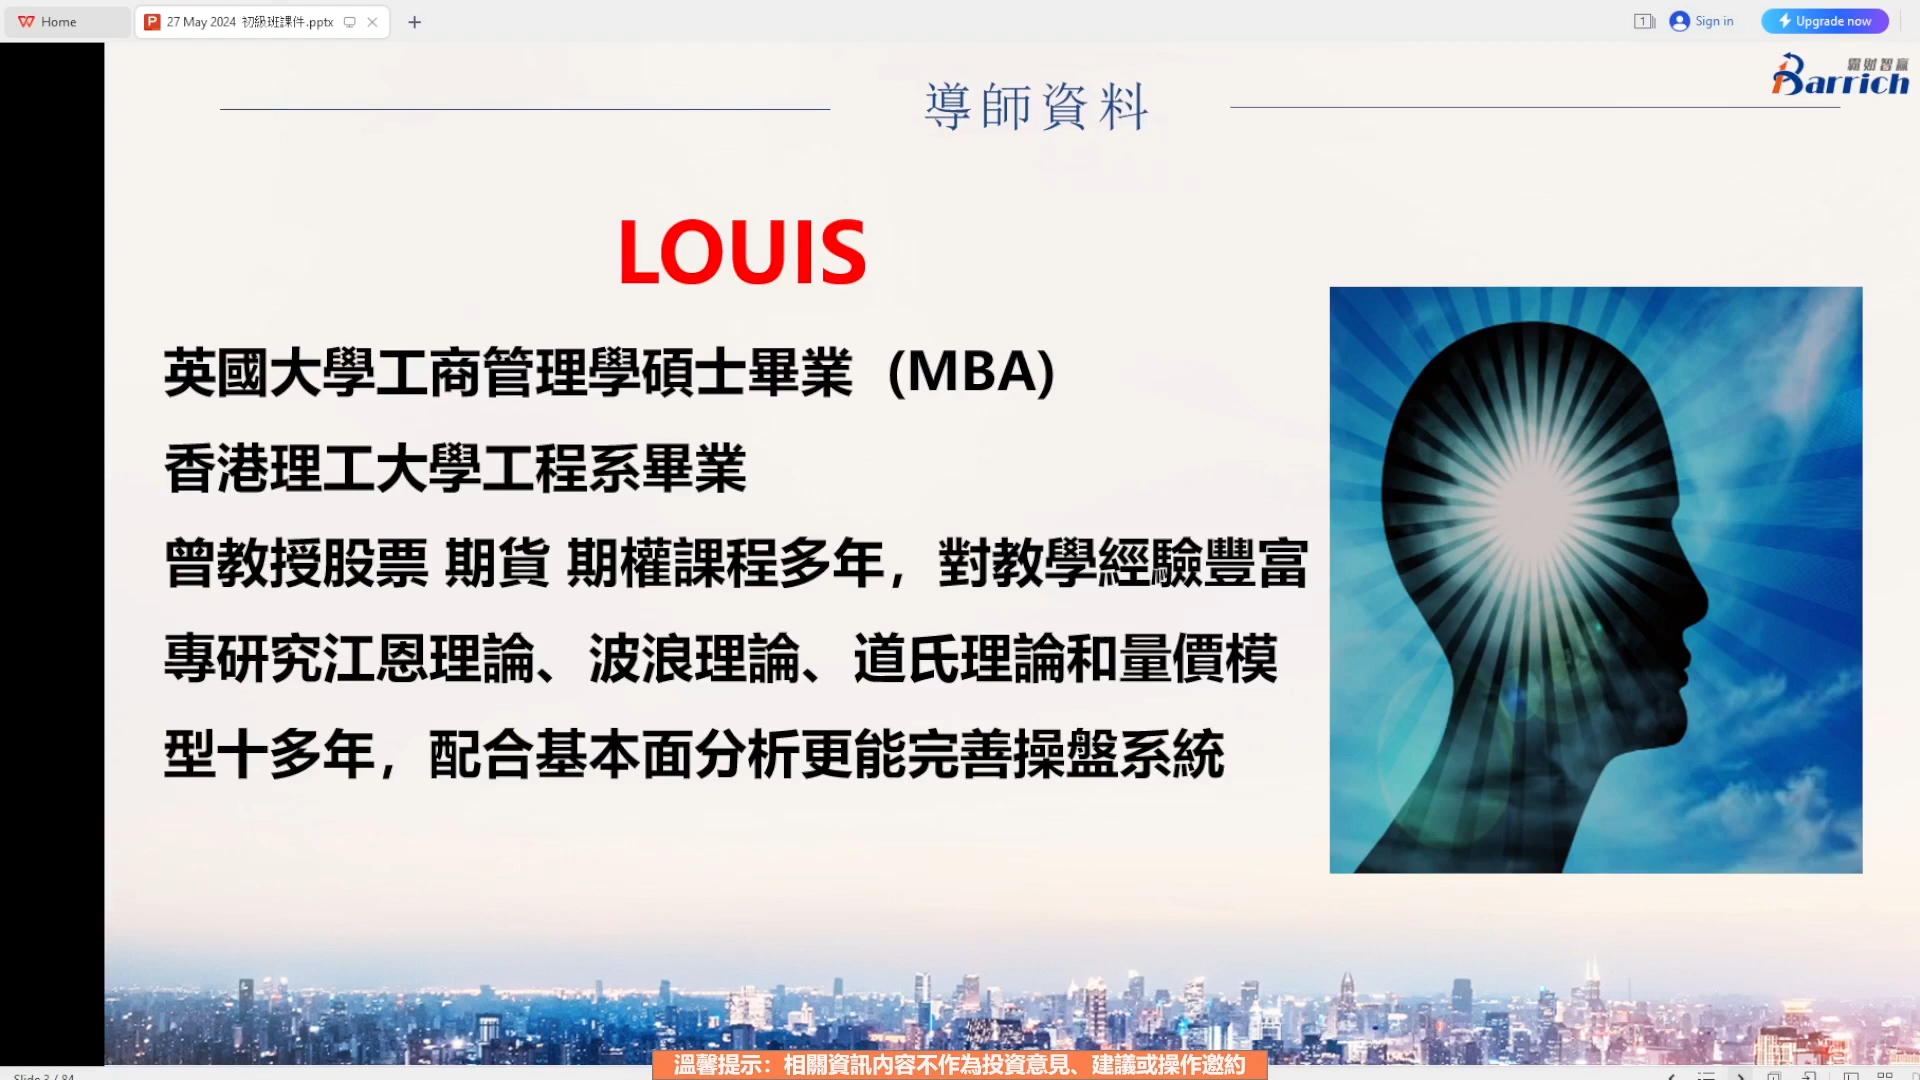 Home
27 May 2024 初級班課件.pptx
1
Sign in
Upgrade now
霸财智赢
Barrich
導師資料
LOUIS
英國大學工商管理學碩士畢業 (MBA)
香港理工大學工程系畢業
曾教授股票 期貨 期權課程多年，對教學經驗豐富
專研究江恩理論、波浪理論、道氏理論和量價模
型十多年，配合基本面分析更能完善操盤系統
溫馨提示：相關資訊內容不作為投資意見、建議或操作邀約
Slide 3 / 84